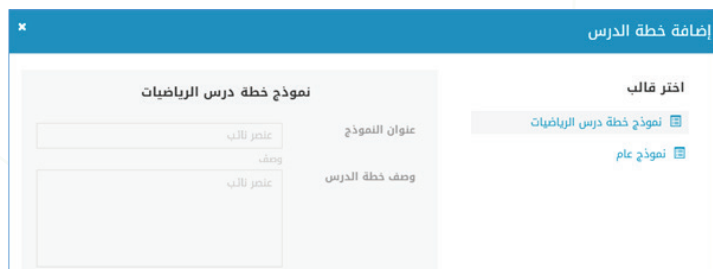 إضافة خطة الدرس
×
اختر قالب
نموذج خطة درس الرياضيات
نموذج عام
نموذج خطة درس الرياضيات
عنوان النموذج
عنصر نائب
وصف
وصف خطة الدرس
عنصر نائب